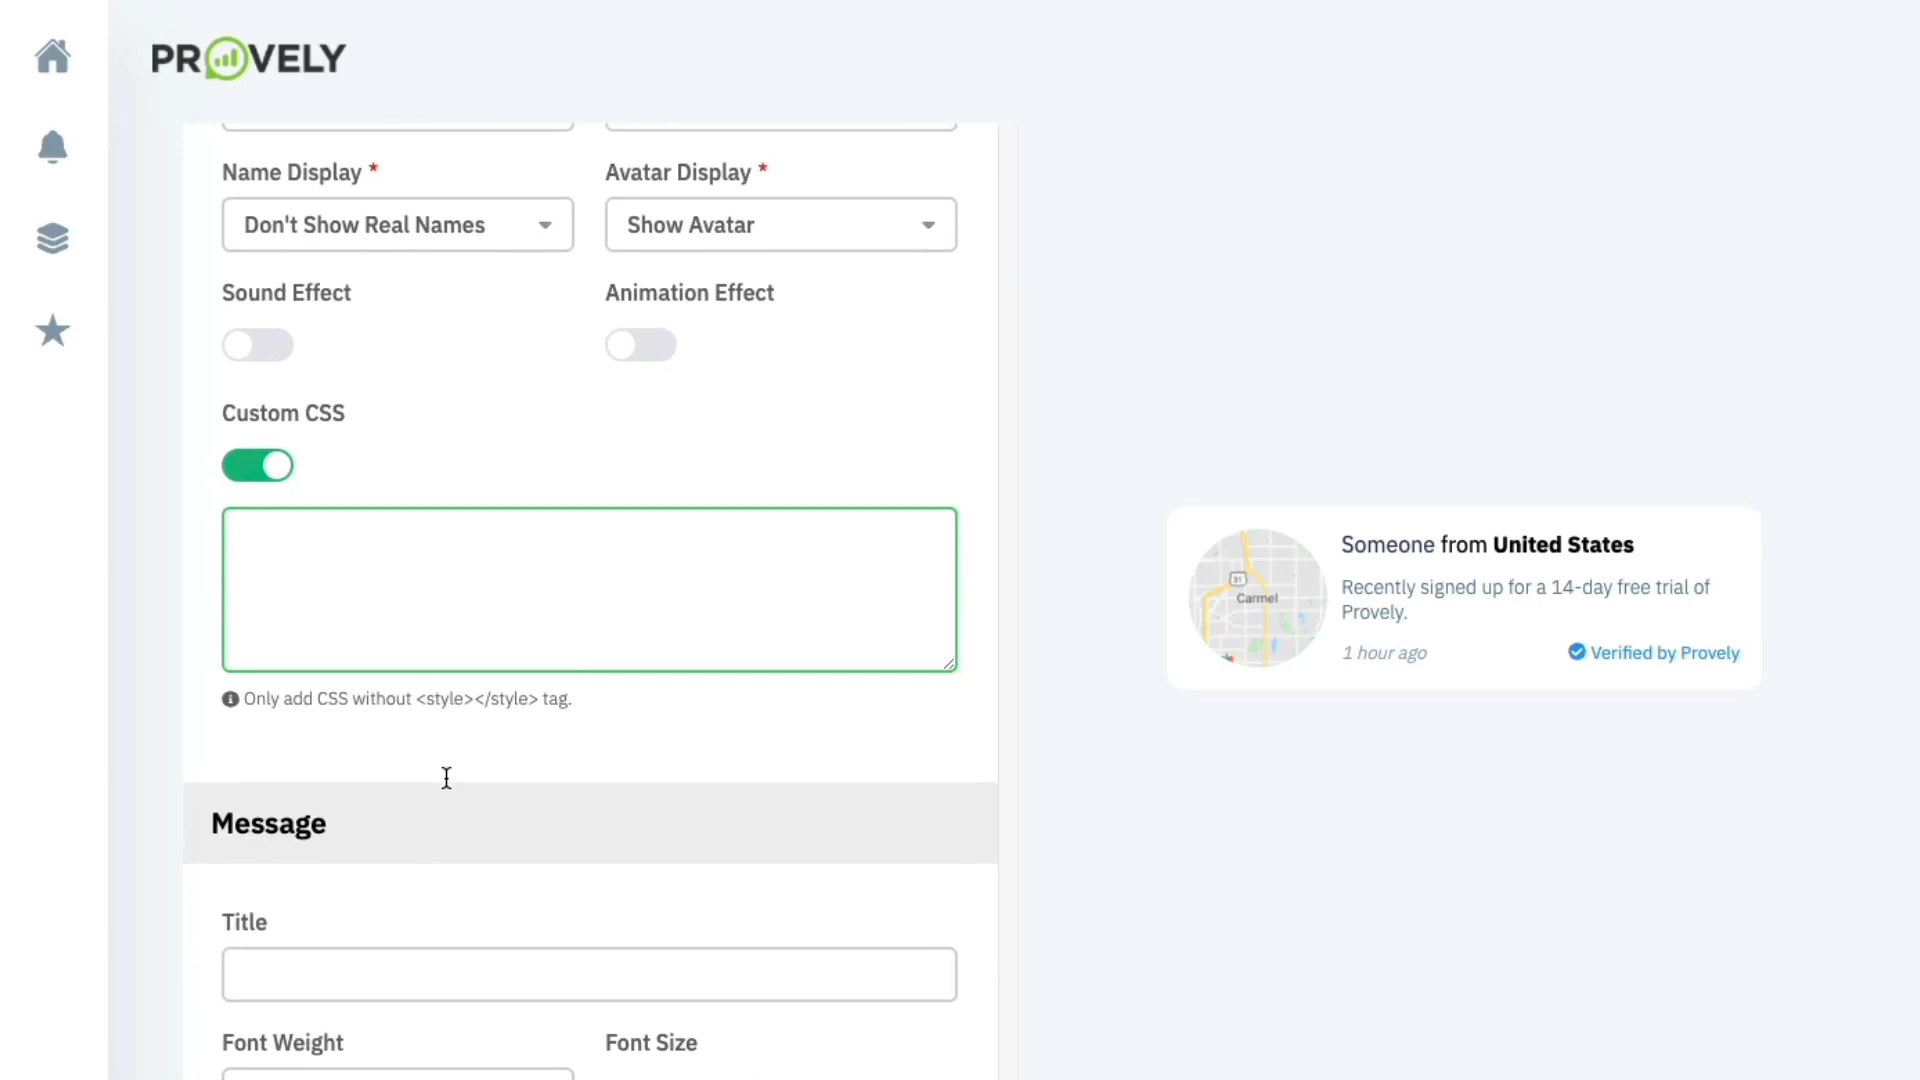 PROVELY
Name Display *
Avatar Display *
Don't Show Real Names
Show Avatar
Sound Effect
Animation Effect
Custom CSS
Only add CSS without <style></style> tag.
Message
Title
Font Weight
Font Size
31
Carmel
Someone from United States
Recently signed up for a 14-day free trial of
Provely.
1 hour ago
Verified by Provely